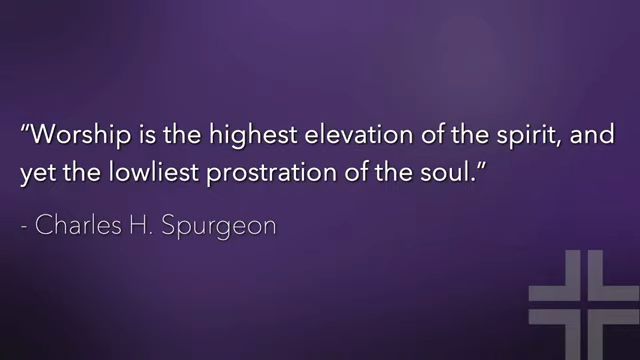 “Worship is the highest elevation of the spirit, and
yet the lowliest prostration of the soul.”
- Charles H. Spurgeon